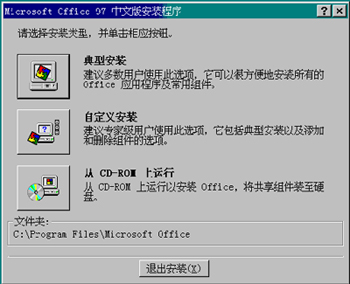 Microsoft Office 97 中文版安装程序
请选择安装类型，并单击相应按钮。
典型安装
建议多数用户使用此选项，它可以很方便地安装所有的
Office 应用程序及常用组件。
自定义安装
建议专家级用户使用此选项，它包括典型安装以及添加
和删除组件的选项。
从 CD-ROM 上运行
从 CD-ROM 上运行以安装 Office，将共享组件装至硬
盘。
文件夹:
C:\Program Files\Microsoft Office
退出安装(X)